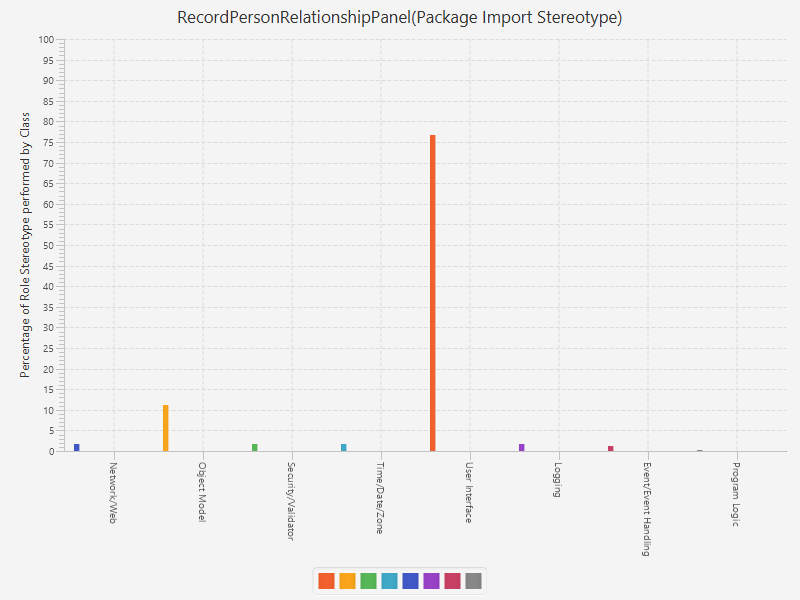 RecordPersonRelationshipPanel(Package Import Stereotype)
Percentage of Role Stereotype performed by Class
100
95
90
85
80
75
70
65
60
55
50
45
40
35
30
25
20
15
10
5
0
Network/Web
Object Model
Security/Validator
Time/Date/Zone
User Interface
Logging
Event/Event Handling
Program Logic